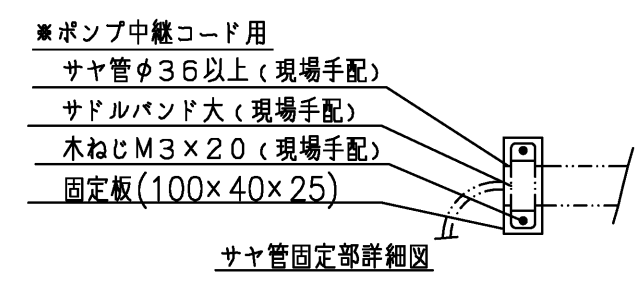 ※ポンプ中継コード用
サヤ管φ36以上(現場手配)
サドルバンド大(現場手配)
木ねじM3×20(現場手配)
固定板(100×40×25)
サヤ管固定部詳細図